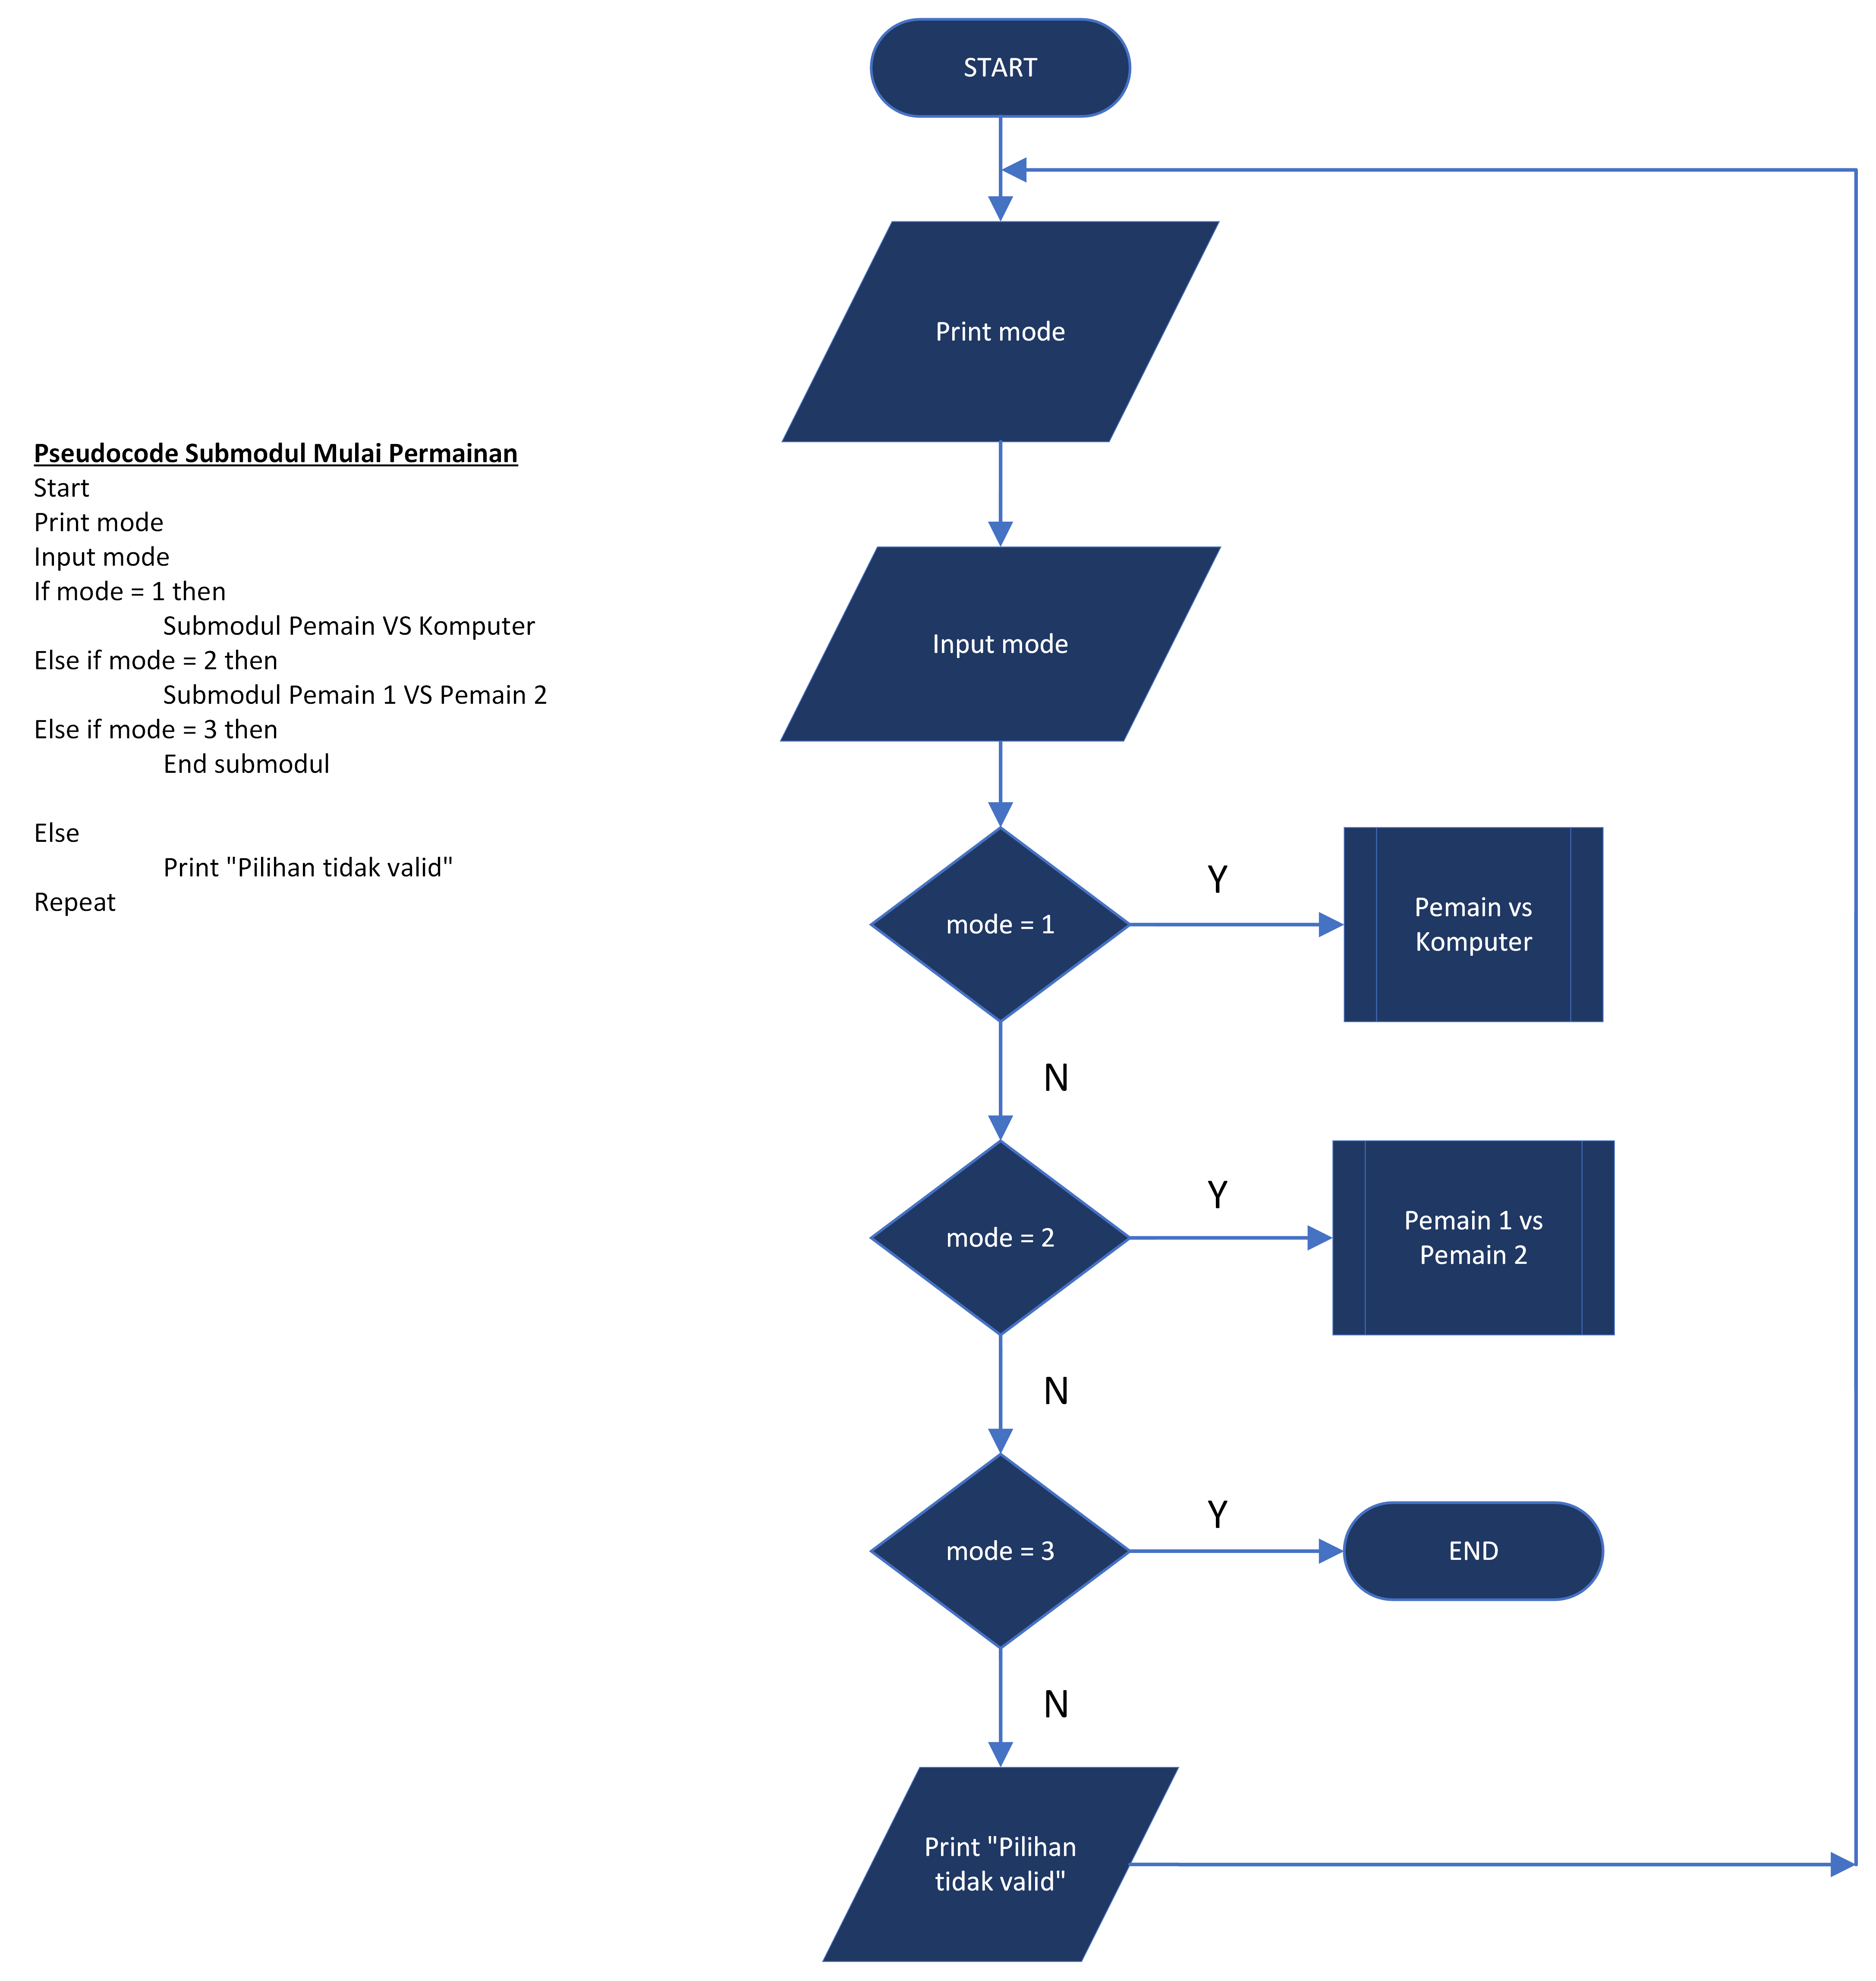 Pseudocode Submodul Mulai Permainan
Start
Print mode
Input mode
If mode = 1 then
Submodul Pemain VS Komputer
Else if mode = 2 then
Submodul Pemain 1 VS Pemain 2
Else if mode = 3 then
End submodul
Else
Print "Pilihan tidak valid"
Repeat
START
Print mode
Input mode
mode = 1
Y
Pemain vs
Komputer
N
mode = 2
Y
Pemain 1 vs
Pemain 2
N
mode = 3
Y
END
N
Print "Pilihan
tidak valid"